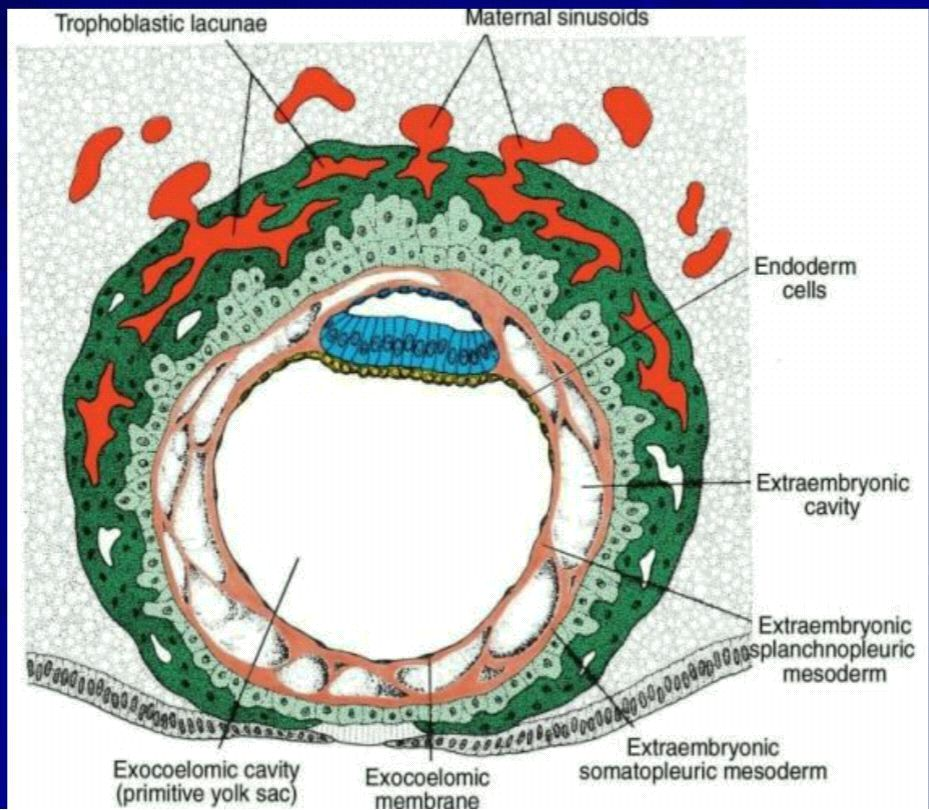 Trophoblastic lacunae
Maternal sinusoids
Endoderm
cells
Extraembryonic
cavity
Extraembryonic
splanchnopleuric
mesoderm
Extraembryonic
somatopleuric mesoderm
Exocoelomic
membrane
Exocoelomic cavity
(primitive yolk sac)